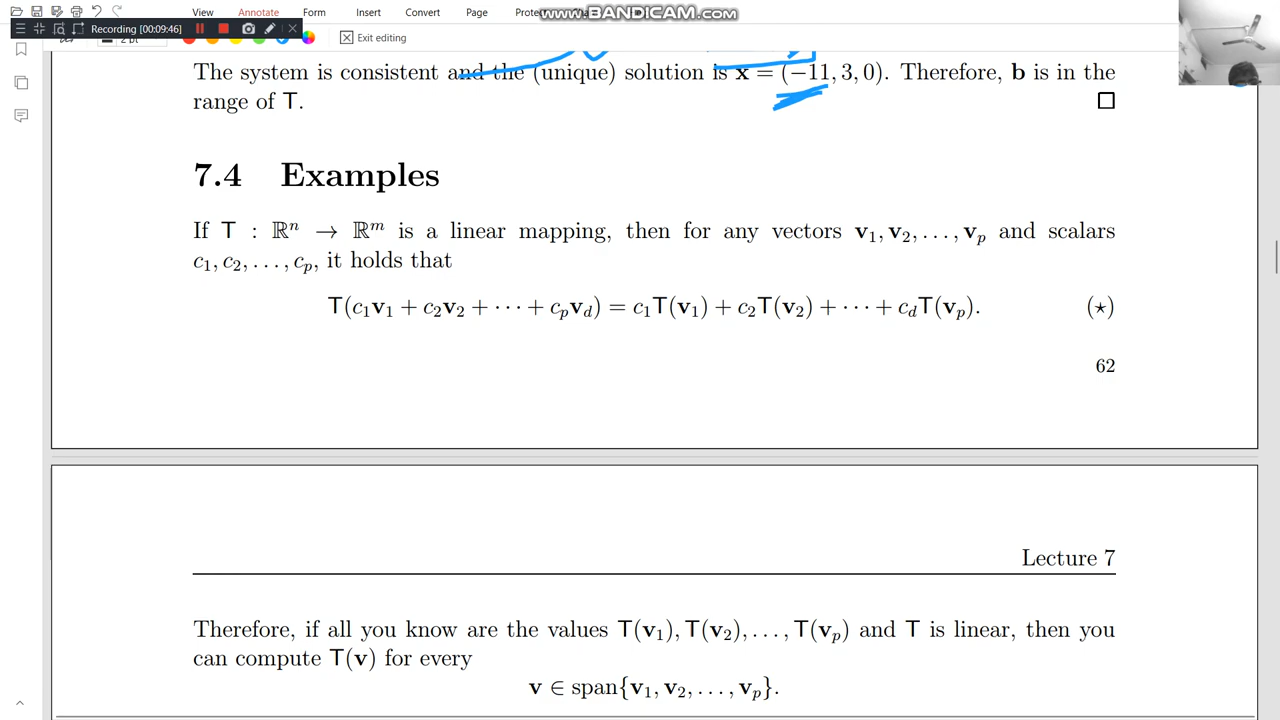 View Annotate Form Insert Convert Page
www.BANDICAM.com
Recording [00:09:46]
Exit editing
The system is consistent and the (unique) solution is x = (−11, 3, 0). Therefore, b is in the
range of T. □
7.4 Examples
If T : ℝⁿ → ℝᵐ is a linear mapping, then for any vectors v₁, v₂, . . . , vₚ and scalars
c₁, c₂, . . . , cₚ, it holds that
T(c₁v₁ + c₂v₂ + · · · + cₚv_d) = c₁T(v₁) + c₂T(v₂) + · · · + c_dT(vₚ). (⋆)
62
Lecture 7
Therefore, if all you know are the values T(v₁), T(v₂), . . . , T(vₚ) and T is linear, then you
can compute T(v) for every
v ∈ span{v₁, v₂, . . . , vₚ}.